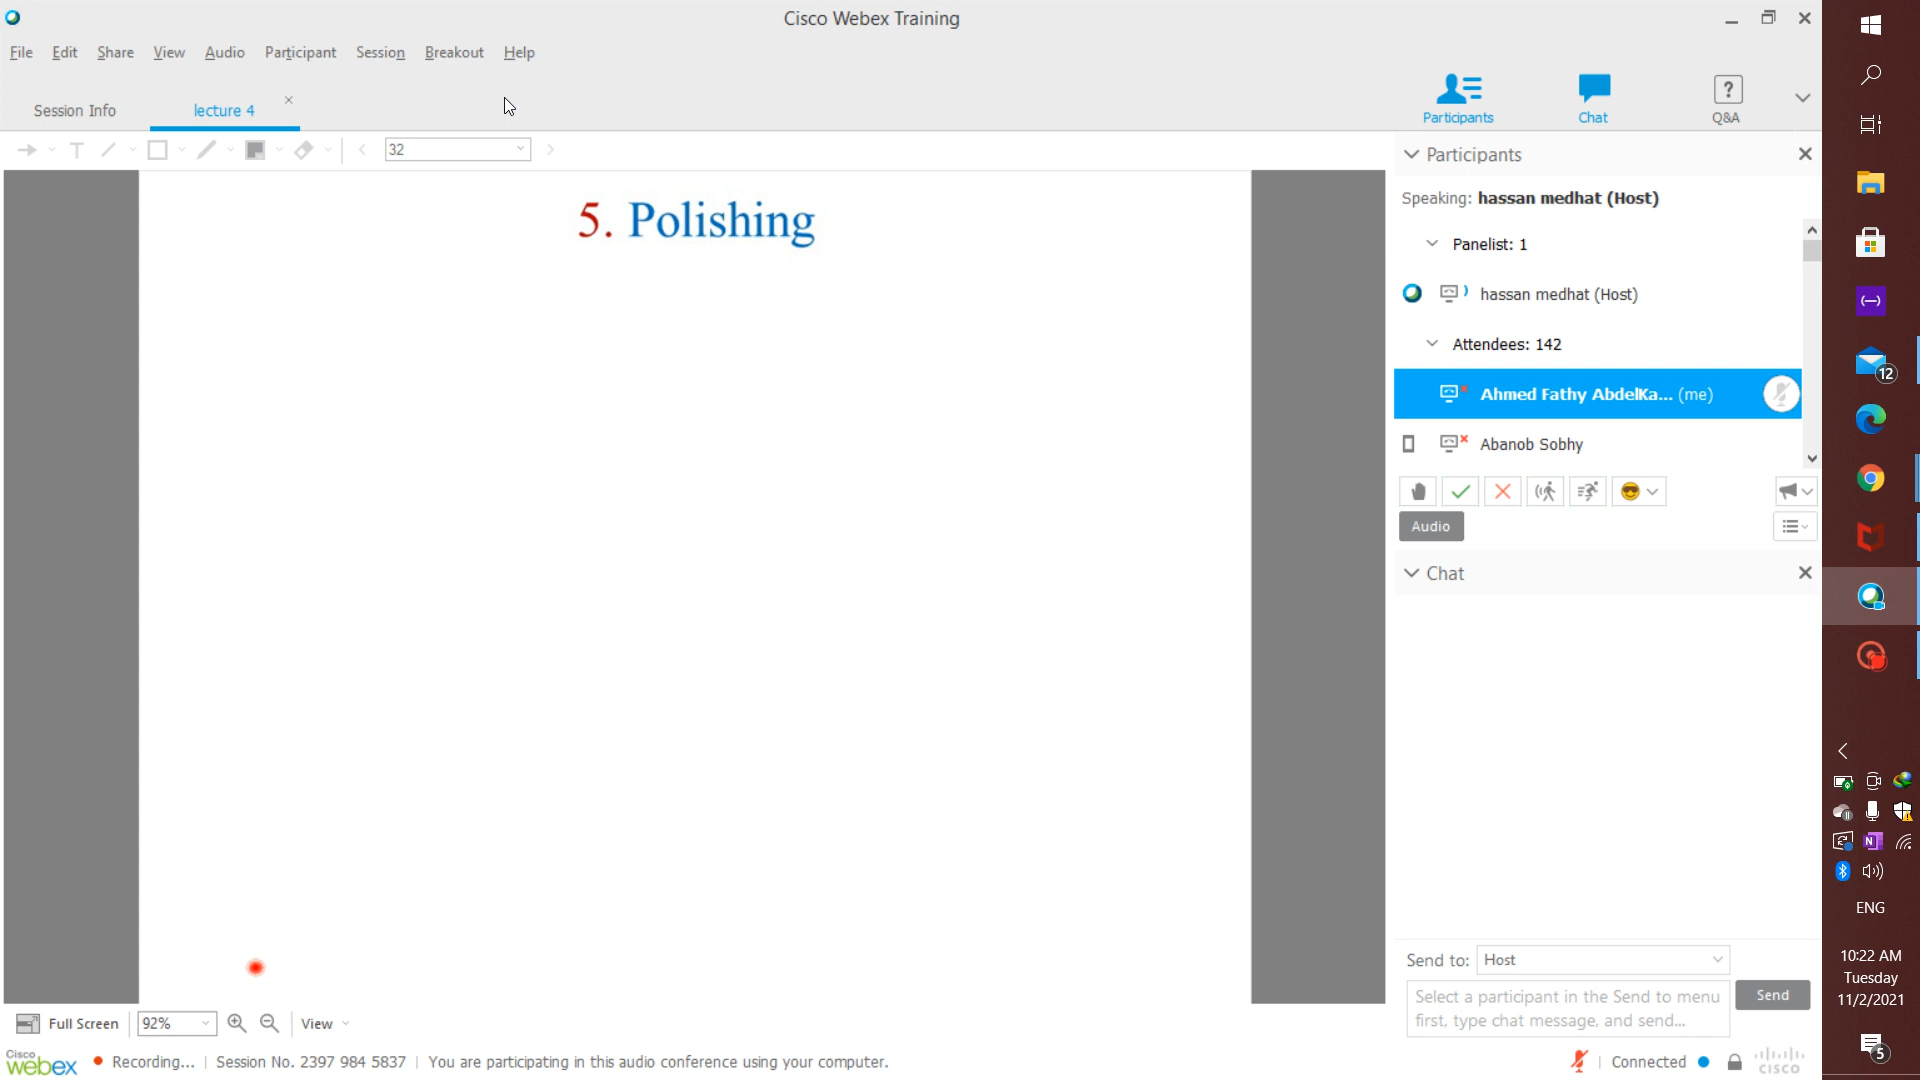 Cisco Webex Training
File Edit Share View Audio Participant Session Breakout Help
Session Info lecture 4
Participants Chat Q&A
32
5. Polishing
Participants
Speaking: hassan medhat (Host)
Panelist: 1
hassan medhat (Host)
Attendees: 142
Ahmed Fathy AbdelKa... (me)
Abanob Sobhy
Audio
Chat
Send to: Host
Select a participant in the Send to menu
first, type chat message, and send...
Send
Full Screen 92% View
Cisco
webex
Recording... Session No. 2397 984 5837 You are participating in this audio conference using your computer.
Connected
CISCO
12
ENG
10:22 AM
Tuesday
11/2/2021
5